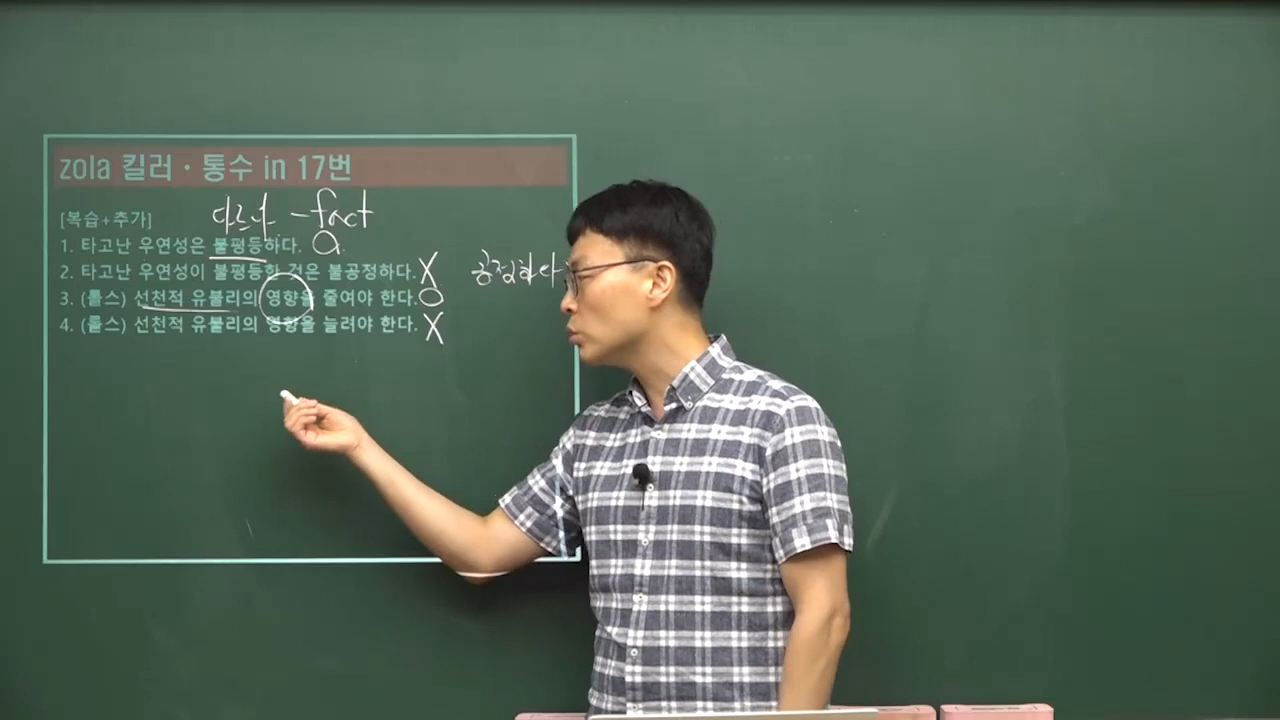 zola 킬러·통수 in 17번
다르다 -fact
[복습+추가]
1. 타고난 우연성은 불평등하다. O
2. 타고난 우연성이 불평등한 것은 불공정하다. X 공정하다
3. (롤스) 선천적 유불리의 영향을 줄여야 한다. O
4. (롤스) 선천적 유불리의 영향을 늘려야 한다. X